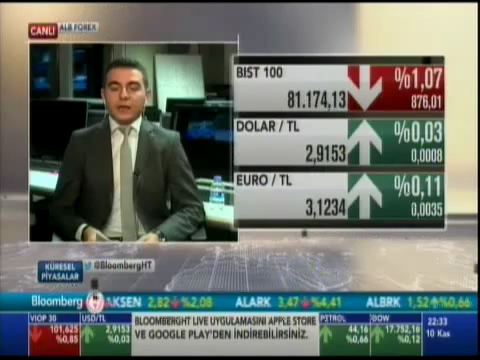 CANLI ALB FOREX
BIST 100 %1,07
81.174,13 876,01
DOLAR / TL %0,03
2,9153 0,0008
EURO / TL %0,11
3,1234 0,0035
KÜRESEL
PİYASALAR
@BloombergHT
Bloomberg HT AKSEN 2,82 %2,08 ALARK 3,47 %4,41 ALBRK 1,52 %0,66
VIOP 30 USD/TL BLOOMBERGHT LIVE UYGULAMASINI APPLE STORE PETROL DOW 22:33
101,625 2,9153 VE GOOGLE PLAY'DEN İNDİREBİLİRSİNİZ. 44,16 17.752,16 10 Kas
%0,85 %0,03 %0,66 %0,12